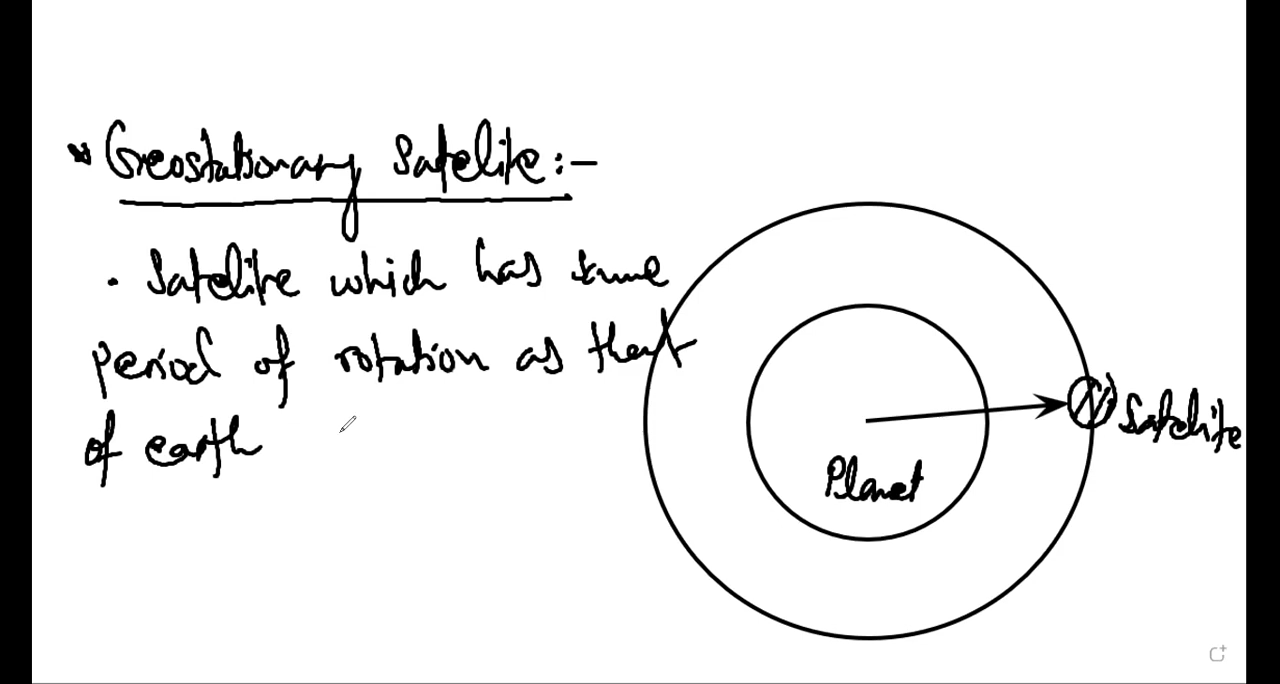 * Geostationary Satelite:-
· Satelite which has same
period of rotation as that
of earth
Planet
Satelite